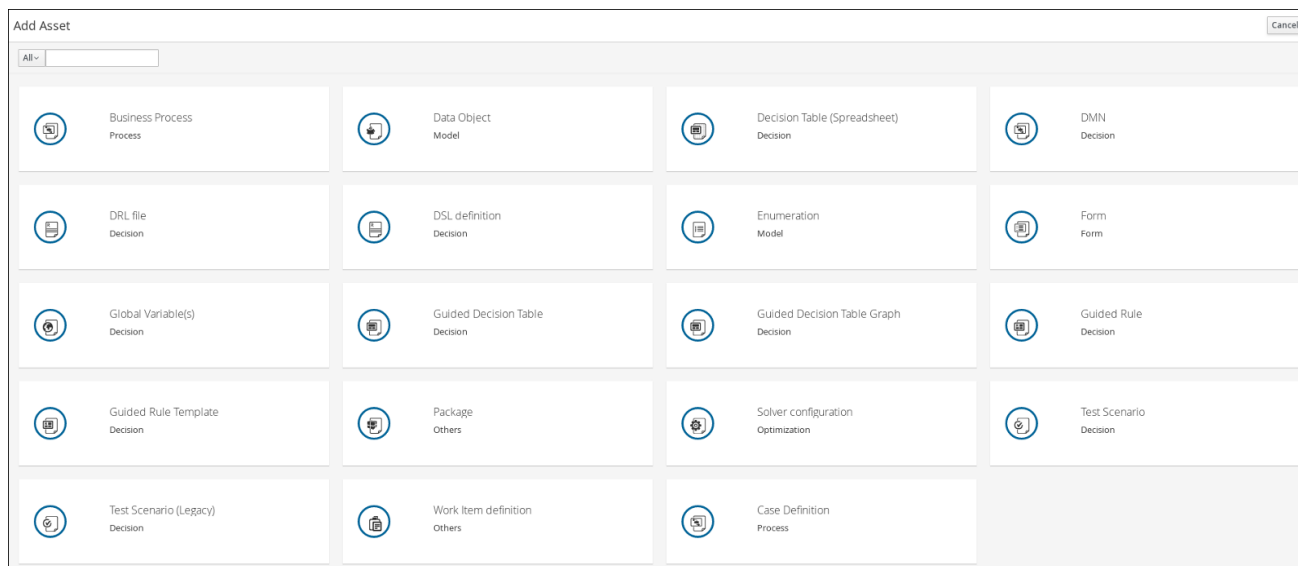 Add Asset
Cancel
All
Business Process
Process
Data Object
Model
Decision Table (Spreadsheet)
Decision
DMN
Decision
DRL file
Decision
DSL definition
Decision
Enumeration
Model
Form
Form
Global Variable(s)
Decision
Guided Decision Table
Decision
Guided Decision Table Graph
Decision
Guided Rule
Decision
Guided Rule Template
Decision
Package
Others
Solver configuration
Optimization
Test Scenario
Decision
Test Scenario (Legacy)
Decision
Work Item definition
Others
Case Definition
Process